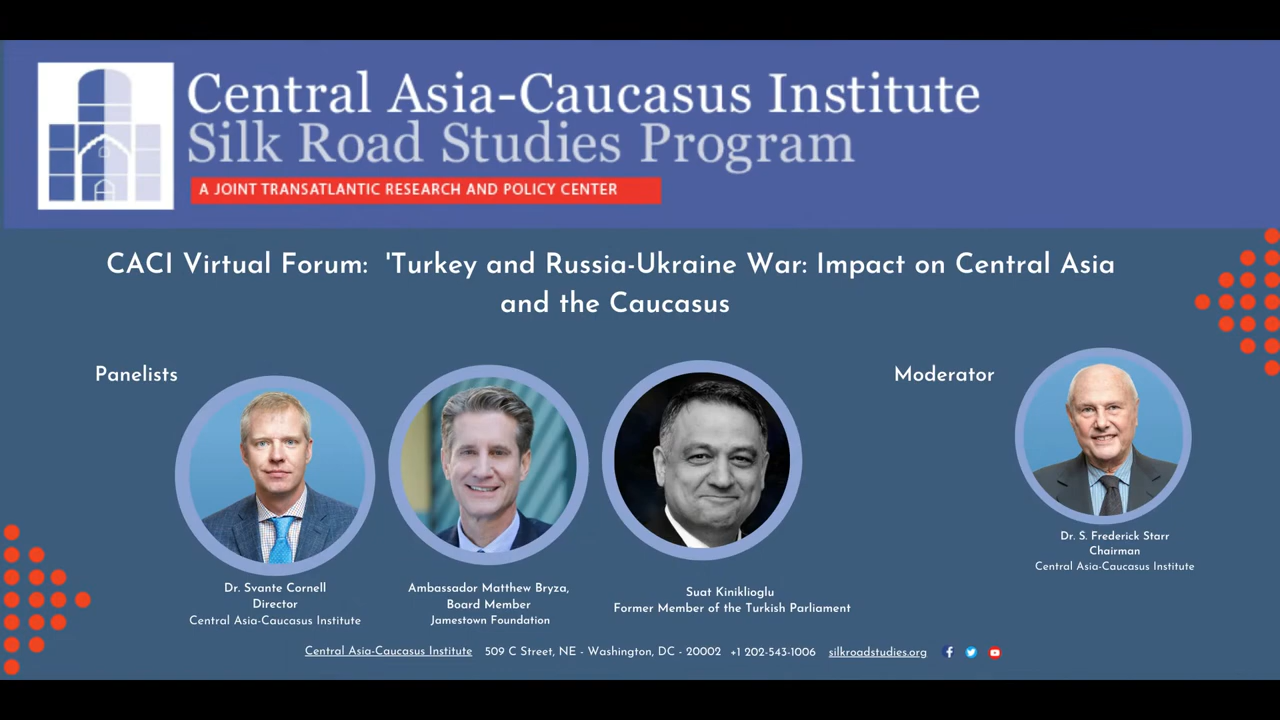 Central Asia-Caucasus Institute
Silk Road Studies Program
A JOINT TRANSATLANTIC RESEARCH AND POLICY CENTER
CACI Virtual Forum:  'Turkey and Russia-Ukraine War: Impact on Central Asia
and the Caucasus
Panelists
Moderator
Dr. Svante Cornell
Director
Central Asia-Caucasus Institute
Ambassador Matthew Bryza,
Board Member
Jamestown Foundation
Suat Kiniklioglu
Former Member of the Turkish Parliament
Dr. S. Frederick Starr
Chairman
Central Asia-Caucasus Institute
Central Asia-Caucasus Institute 509 C Street, NE - Washington, DC - 20002 +1 202-543-1006 silkroadstudies.org